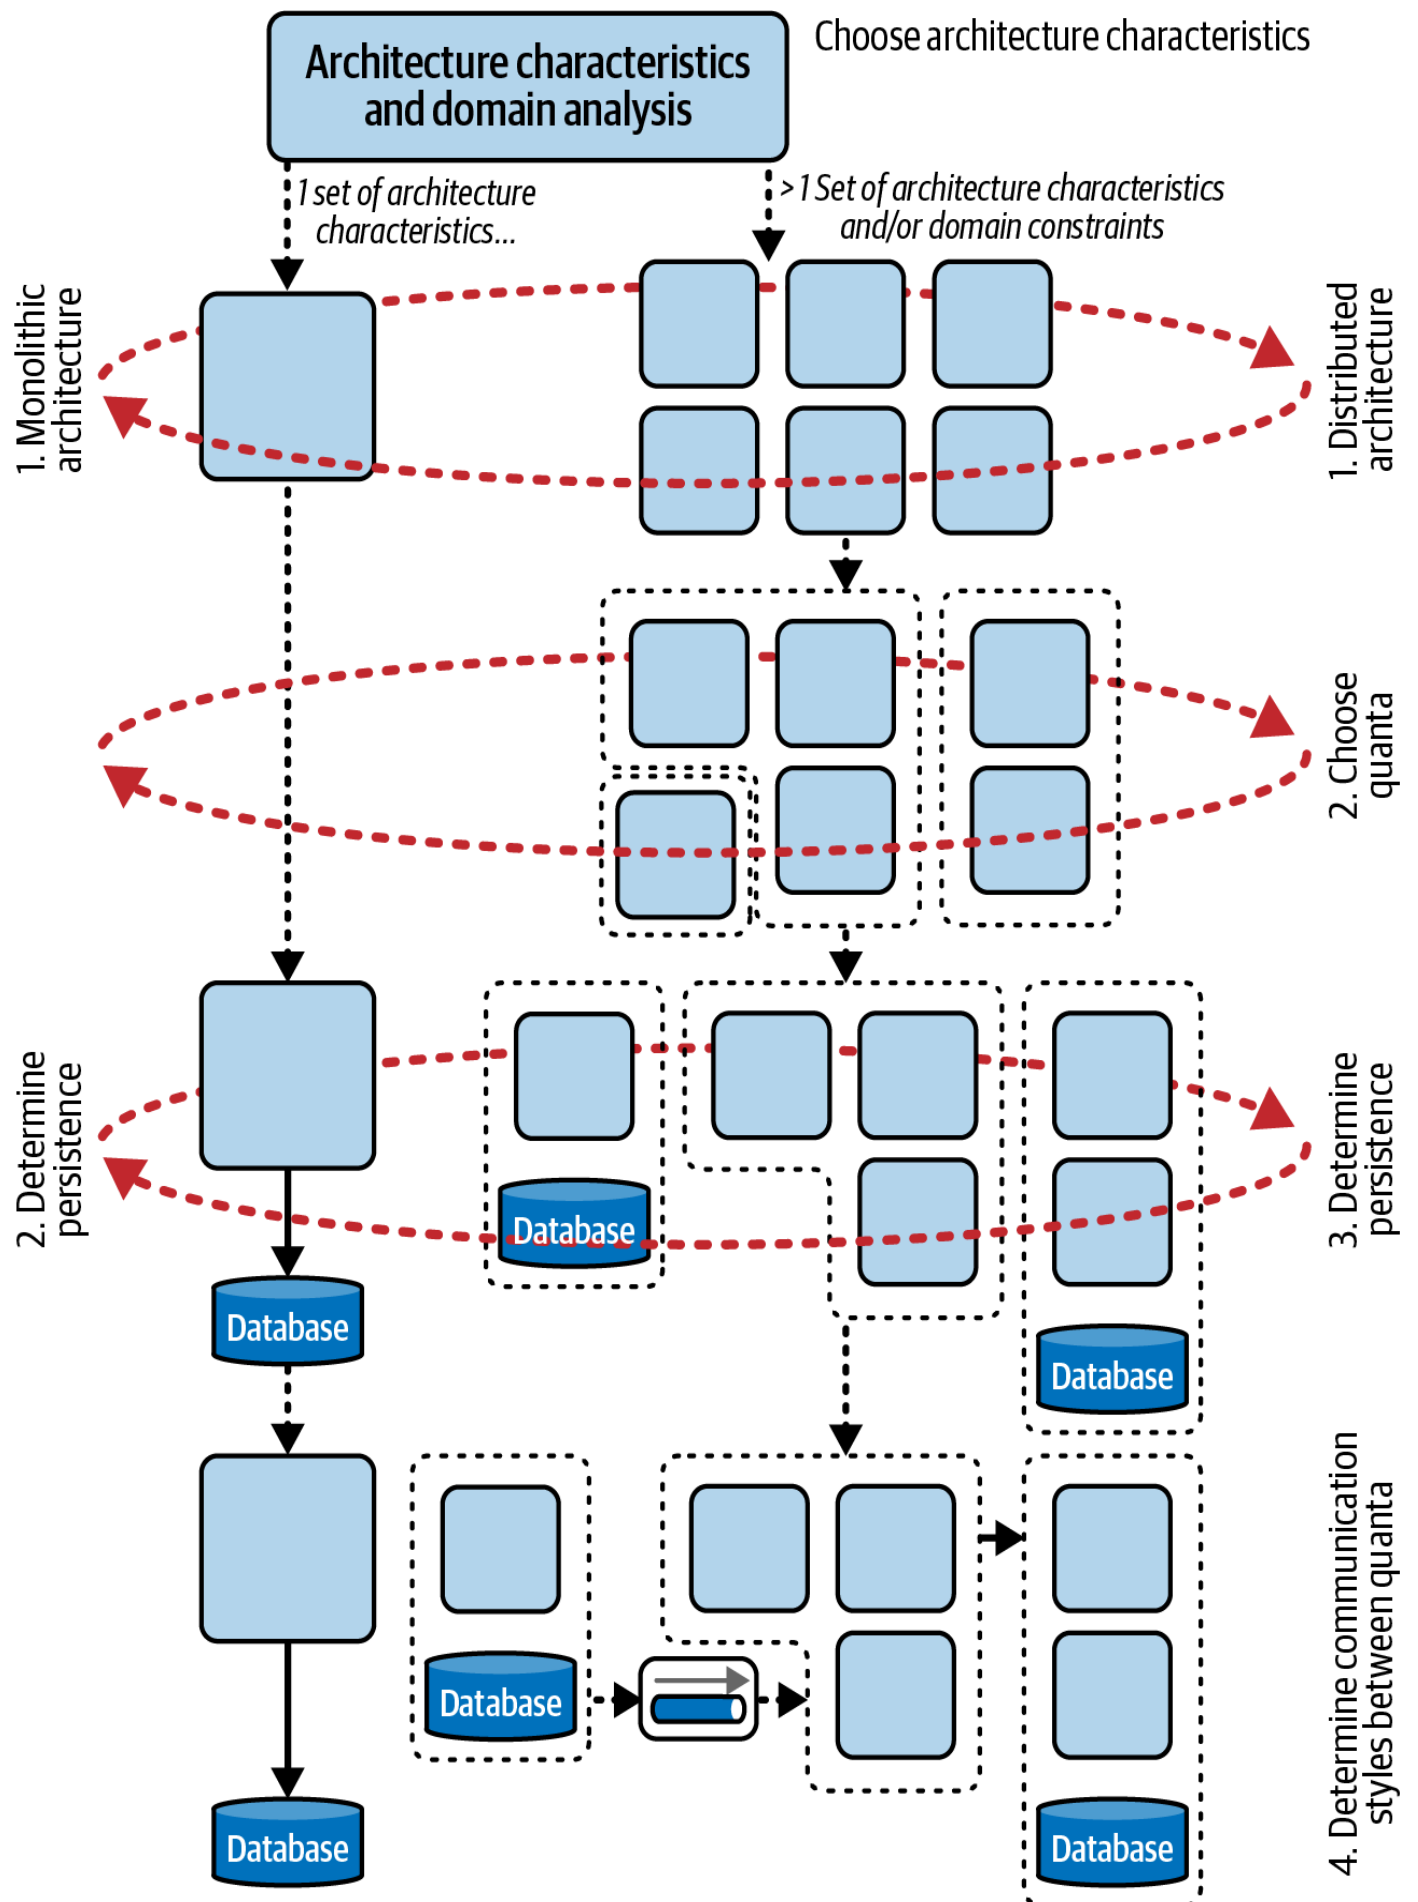 Choose architecture characteristics
Architecture characteristics
and domain analysis
1 set of architecture
characteristics...
> 1 Set of architecture characteristics
and/or domain constraints
1. Monolithic
architecture
1. Distributed
architecture
2. Choose
quanta
2. Determine
persistence
3. Determine
persistence
Database
Database
Database
4. Determine communication
styles between quanta
Database
Database
Database